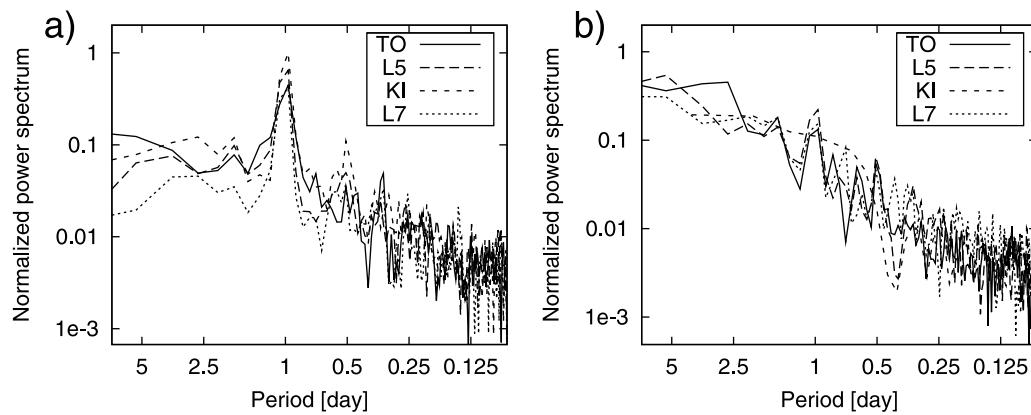 a)
TO
L5
KI
L7
1
0.1
0.01
1e-3
Normalized power spectrum
5 2.5 1 0.5 0.25 0.125
Period [day]
b)
TO
L5
KI
L7
1
0.1
0.01
1e-3
Normalized power spectrum
5 2.5 1 0.5 0.25 0.125
Period [day]